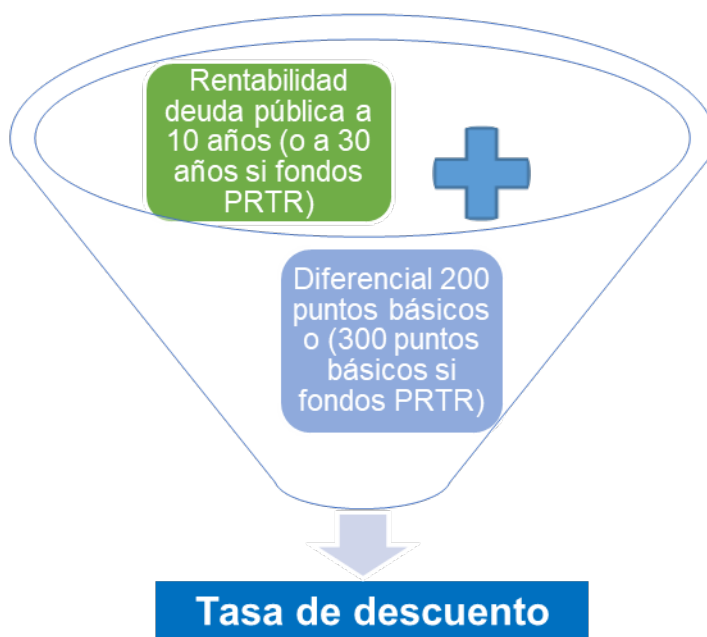 Rentabilidad
deuda pública a
10 años (o a 30
años si fondos
PRTR)
Diferencial 200
puntos básicos
o (300 puntos
básicos si
fondos PRTR)
Tasa de descuento